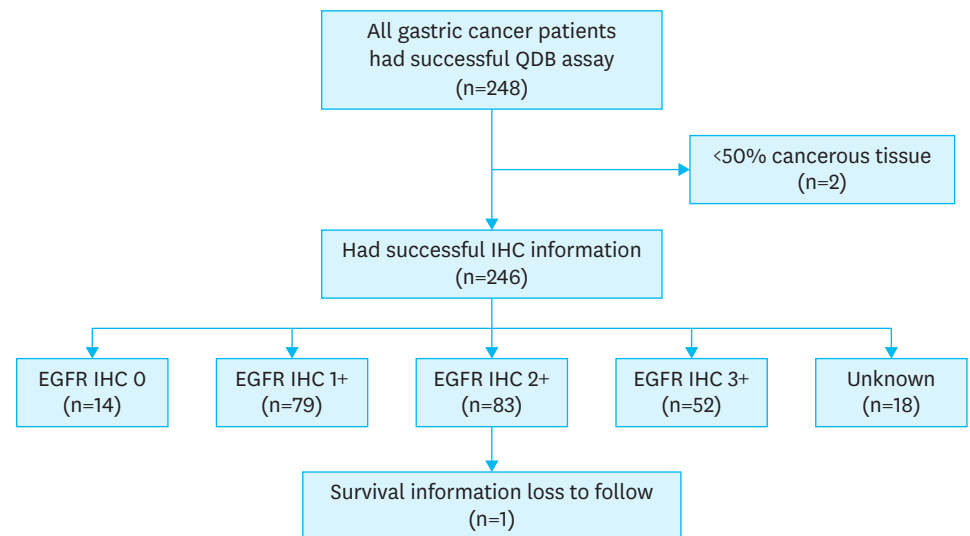 All gastric cancer patients
had successful QDB assay
(n=248)
<50% cancerous tissue
(n=2)
Had successful IHC information
(n=246)
EGFR IHC 0
(n=14)
EGFR IHC 1+
(n=79)
EGFR IHC 2+
(n=83)
EGFR IHC 3+
(n=52)
Unknown
(n=18)
Survival information loss to follow
(n=1)